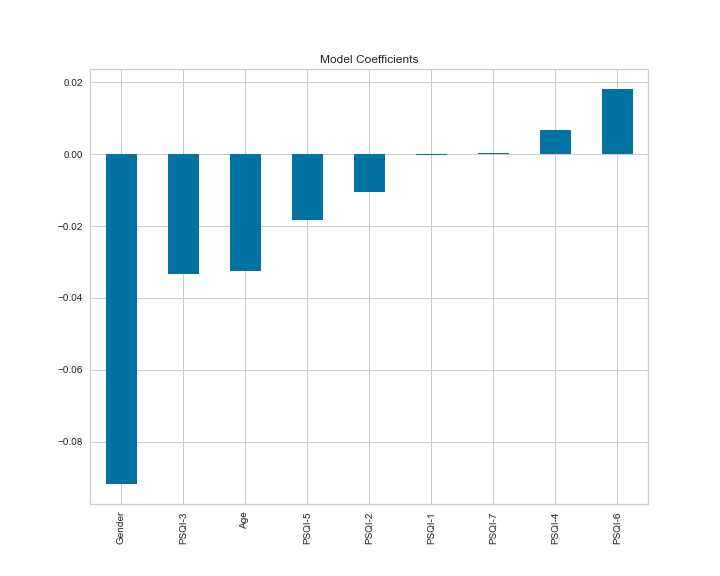 Model Coefficients
0.02
0.00
−0.02
−0.04
−0.06
−0.08
Gender
PSQI-3
Age
PSQI-5
PSQI-2
PSQI-1
PSQI-7
PSQI-4
PSQI-6